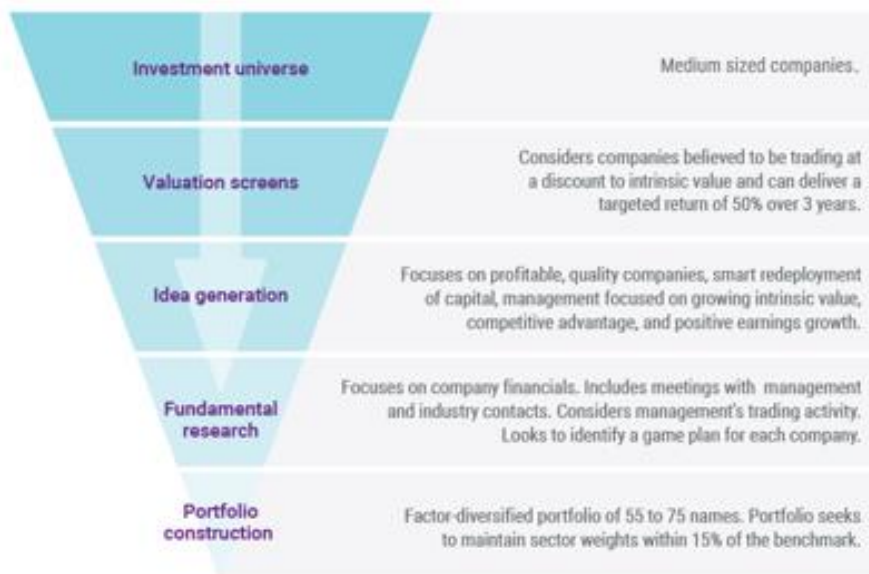 Investment universe
Medium sized companies.
Valuation screens
Considers companies believed to be trading at
a discount to intrinsic value and can deliver a
targeted return of 50% over 3 years.
Idea generation
Focuses on profitable, quality companies, smart redeployment
of capital, management focused on growing intrinsic value,
competitive advantage, and positive earnings growth.
Fundamental
research
Focuses on company financials. Includes meetings with management
and industry contacts. Considers management's trading activity.
Looks to identify a game plan for each company.
Portfolio
construction
Factor-diversified portfolio of 55 to 75 names. Portfolio seeks
to maintain sector weights within 15% of the benchmark.